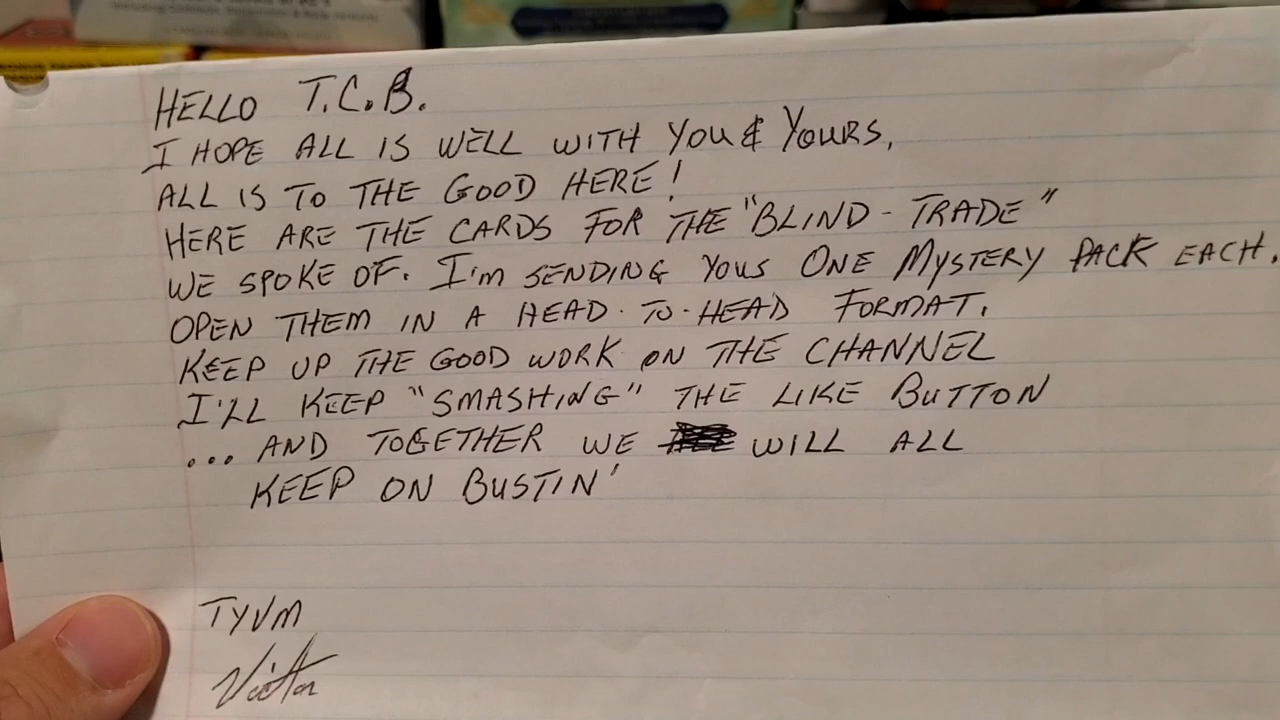 HELLO T.C.B.
I HOPE ALL IS WELL WITH YOU & YOURS,
ALL IS TO THE GOOD HERE!
HERE ARE THE CARDS FOR THE "BLIND - TRADE"
WE SPOKE OF. I'm SENDING YOUS ONE MYSTERY PACK EACH.
OPEN THEM IN A HEAD-TO-HEAD FORMAT.
KEEP UP THE GOOD WORK ON THE CHANNEL
I'LL KEEP "SMASHING" THE LIKE BUTTON
... AND TOGETHER WE WILL ALL
KEEP ON BUSTIN'
TYVM